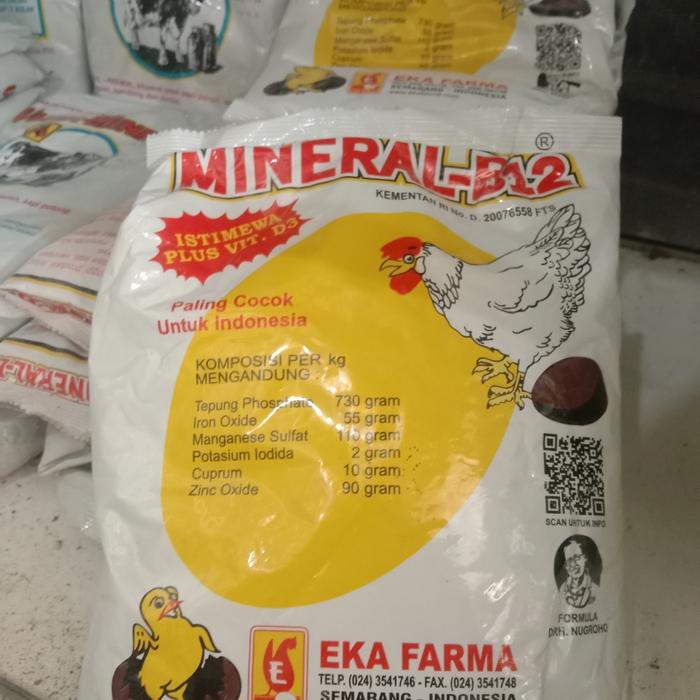 EKA FARMA
SEMARANG - INDONESIA
MINERAL-B12
®
KEMENTAN RI No. D. 20076558 FTS
ISTIMEWA
PLUS VIT. D3
Paling Cocok
Untuk Indonesia
KOMPOSISI PER kg
MENGANDUNG :
Tepung Phosphate 730 gram
Iron Oxide 55 gram
Manganese Sulfat 110 gram
Potasium Iodida 2 gram
Cuprum 10 gram
Zinc Oxide 90 gram
SCAN UNTUK INFO
FORMULA
DRH. NUGROHO
EKA FARMA
TELP. (024) 3541746 - FAX. (024) 3541748
SEMARANG - INDONESIA